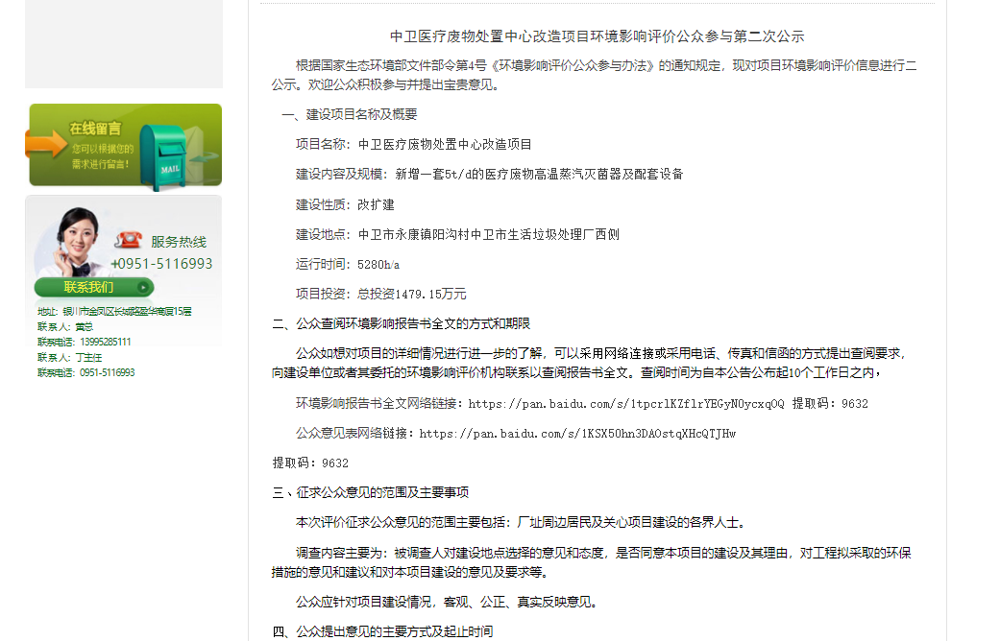 在线留言
您可以根据您的
需求进行留言！
MAIL
服务热线
+0951-5116993
联系我们
地址：银川市金凤区长城路盈华商厦15层
联 系 人：黄总
联系电话：13995285111
联 系 人：丁主任
联系电话：0951-5116993
中卫医疗废物处置中心改造项目环境影响评价公众参与第二次公示
根据国家生态环境部文件部令第4号《环境影响评价公众参与办法》的通知规定，现对项目环境影响评价信息进行二
公示。欢迎公众积极参与并提出宝贵意见。
一、建设项目名称及概要
项目名称：中卫医疗废物处置中心改造项目
建设内容及规模：新增一套5t/d的医疗废物高温蒸汽灭菌器及配套设备
建设性质：改扩建
建设地点：中卫市永康镇阳沟村中卫市生活垃圾处理厂西侧
运行时间：5280h/a
项目投资：总投资1479.15万元
二、公众查阅环境影响报告书全文的方式和期限
公众如想对项目的详细情况进行进一步的了解，可以采用网络连接或采用电话、传真和信函的方式提出查阅要求，
向建设单位或者其委托的环境影响评价机构联系以查阅报告书全文。查阅时间为自本公告公布起10个工作日之内，
环境影响报告书全文网络链接：https://pan.baidu.com/s/1tpcrlKZflrYEGyN0ycxqOQ 提取码：9632
公众意见表网络链接：https://pan.baidu.com/s/1KSX50hn3DAOstqXHcQTJHw
提取码：9632
三、征求公众意见的范围及主要事项
本次评价征求公众意见的范围主要包括：厂址周边居民及关心项目建设的各界人士。
调查内容主要为：被调查人对建设地点选择的意见和态度，是否同意本项目的建设及其理由，对工程拟采取的环保
措施的意见和建议和对本项目建设的意见及要求等。
公众应针对项目建设情况，客观、公正、真实反映意见。
四、公众提出意见的主要方式及起止时间